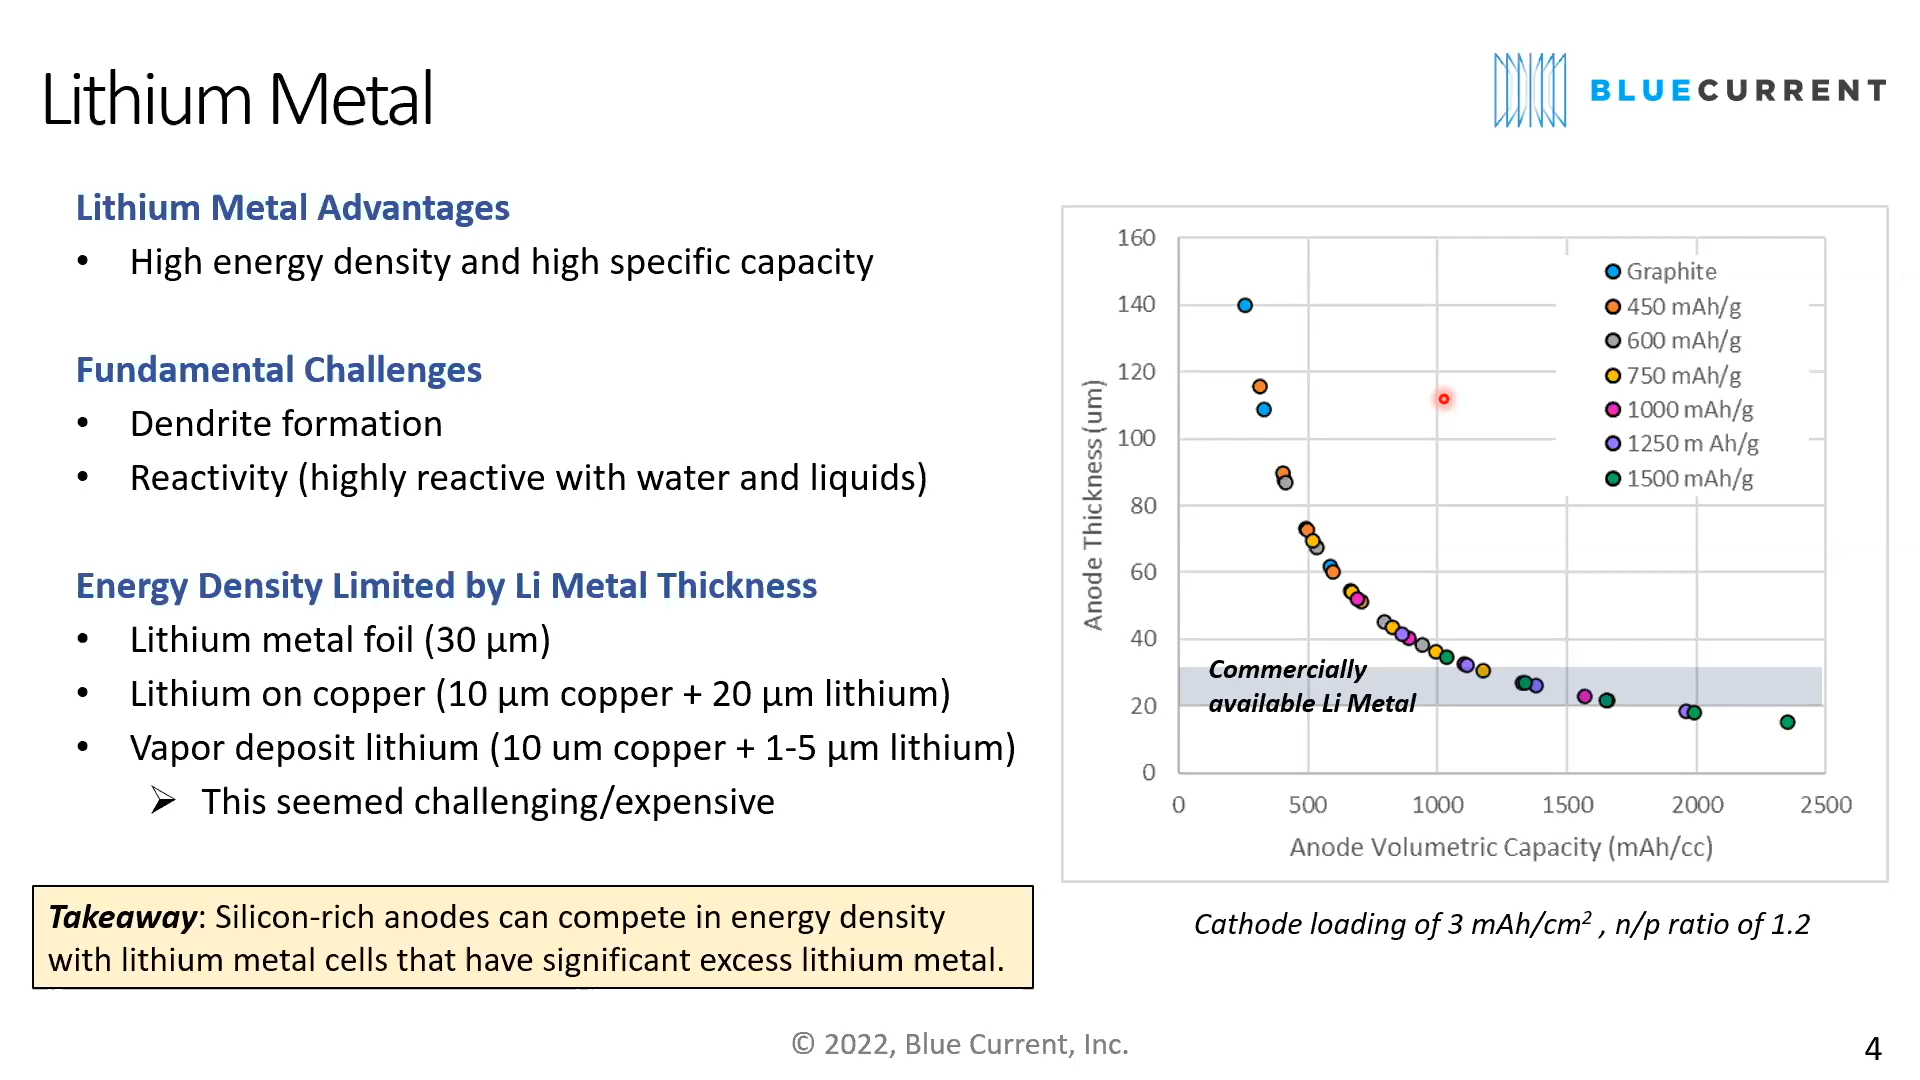 Lithium Metal
BLUECURRENT
Lithium Metal Advantages
• High energy density and high specific capacity
Fundamental Challenges
• Dendrite formation
• Reactivity (highly reactive with water and liquids)
Energy Density Limited by Li Metal Thickness
• Lithium metal foil (30 µm)
• Lithium on copper (10 µm copper + 20 µm lithium)
• Vapor deposit lithium (10 um copper + 1-5 µm lithium)
➢ This seemed challenging/expensive
Takeaway: Silicon-rich anodes can compete in energy density
with lithium metal cells that have significant excess lithium metal.
Anode Thickness (um)
160
140
120
100
80
60
40
20
0
Graphite
450 mAh/g
600 mAh/g
750 mAh/g
1000 mAh/g
1250 m Ah/g
1500 mAh/g
Commercially
available Li Metal
0 500 1000 1500 2000 2500
Anode Volumetric Capacity (mAh/cc)
Cathode loading of 3 mAh/cm² , n/p ratio of 1.2
© 2022, Blue Current, Inc.
4